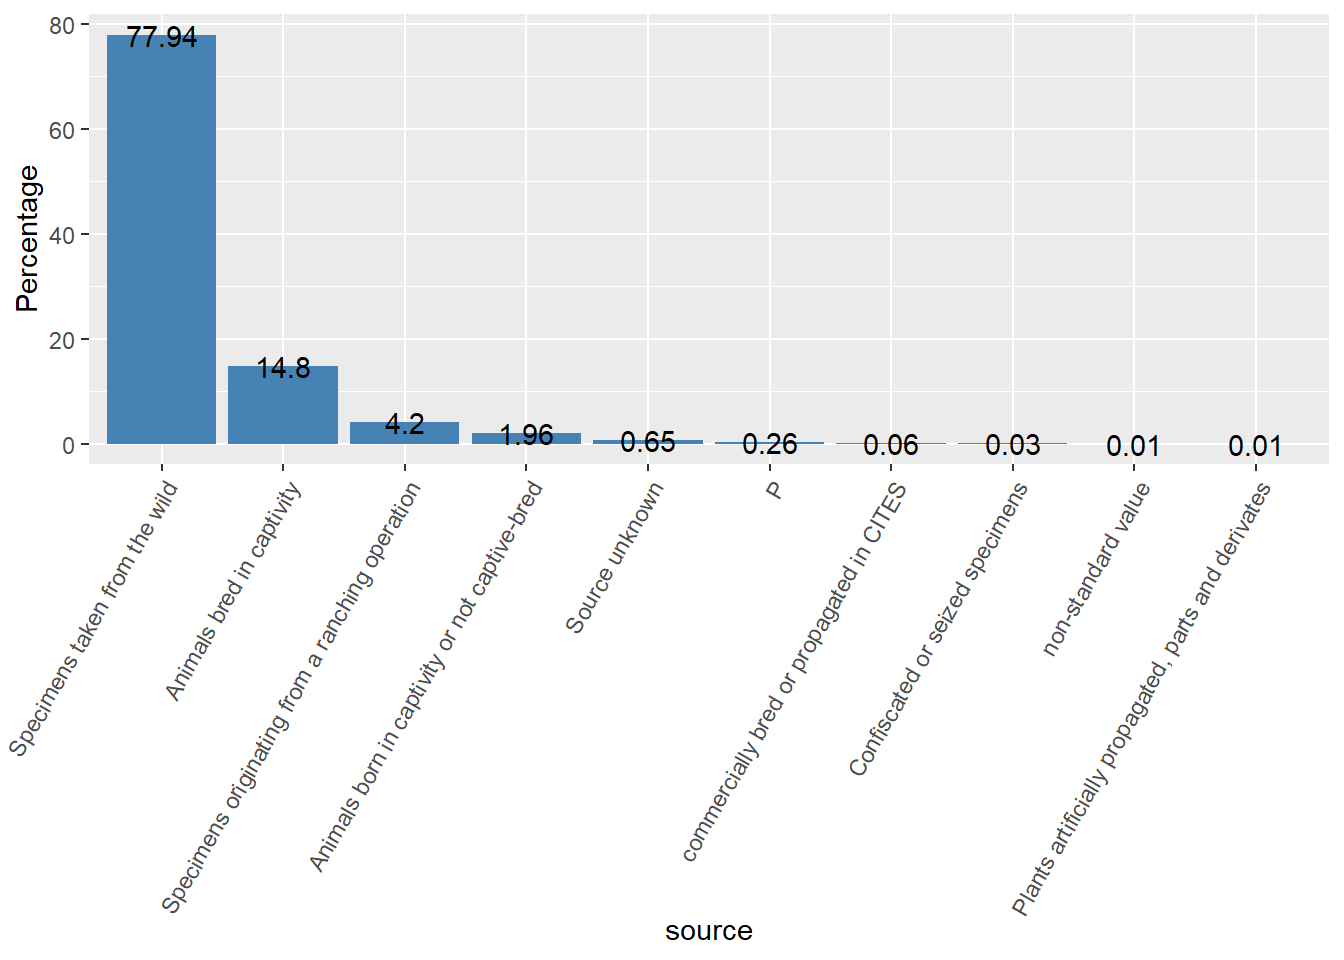 80
60
40
20
0
Percentage
77.94
14.8
4.2
1.96
0.65
0.26
0.06
0.03
0.01
0.01
Specimens taken from the wild
Animals bred in captivity
Specimens originating from a ranching operation
Animals born in captivity or not captive-bred
Source unknown
P
commercially bred or propagated in CITES
Confiscated or seized specimens
non-standard value
Plants artificially propagated, parts and derivates
source